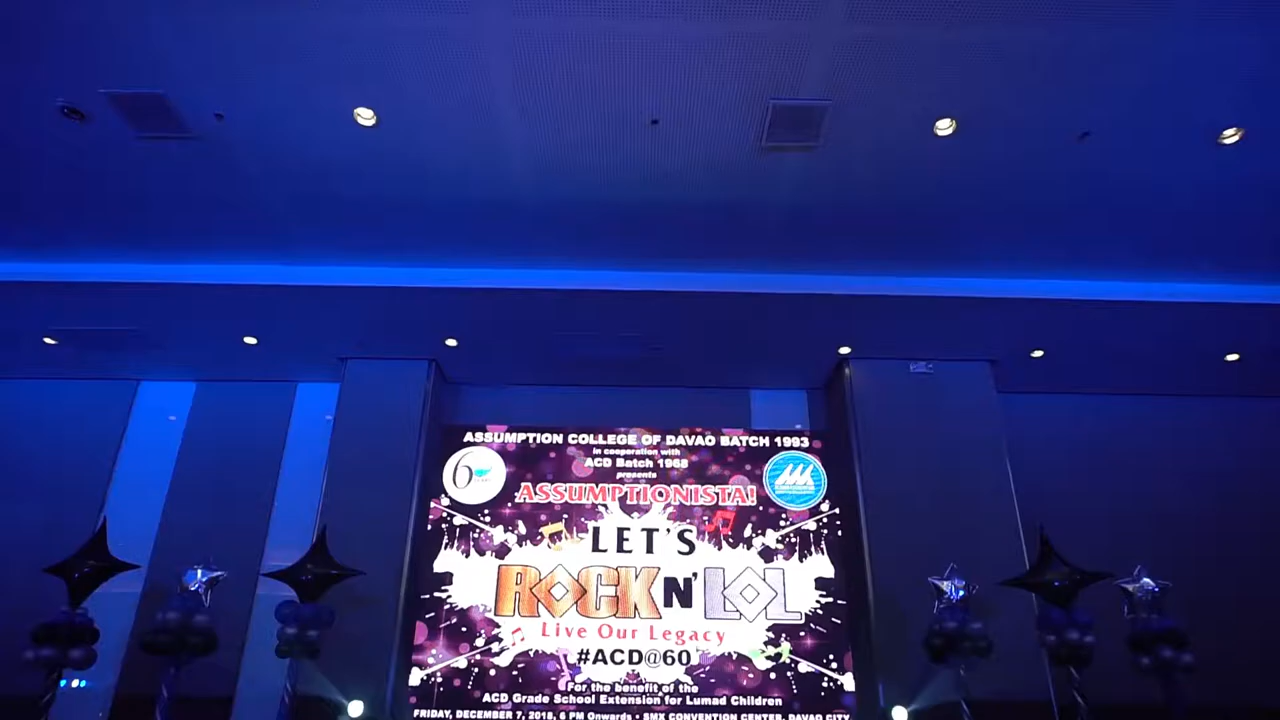 ASSUMPTION COLLEGE OF DAVAO BATCH 1993
in cooperation with
ACD Batch 1968
presents
60
ASSUMPTIONISTA!
LET'S
ROCK N' LOL
Live Our Legacy
#ACD@60
For the benefit of the
ACD Grade School Extension for Lumad Children
FRIDAY, DECEMBER 7, 2018, 6 PM Onwards • SMX CONVENTION CENTER, DAVAO CITY